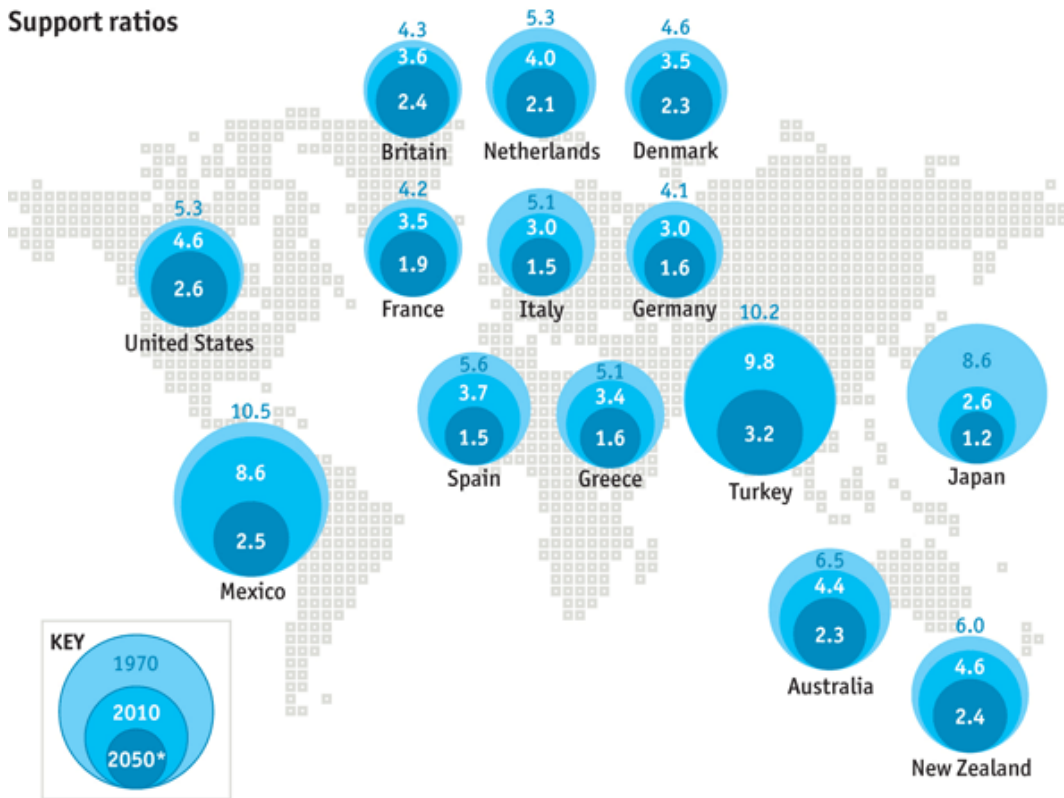 Support ratios
4.3
3.6
2.4
Britain
5.3
4.0
2.1
Netherlands
4.6
3.5
2.3
Denmark
5.3
4.6
2.6
United States
4.2
3.5
1.9
France
5.1
3.0
1.5
Italy
4.1
3.0
1.6
Germany
10.5
8.6
2.5
Mexico
5.6
3.7
1.5
Spain
5.1
3.4
1.6
Greece
10.2
9.8
3.2
Turkey
8.6
2.6
1.2
Japan
6.5
4.4
2.3
Australia
6.0
4.6
2.4
New Zealand
KEY
1970
2010
2050*